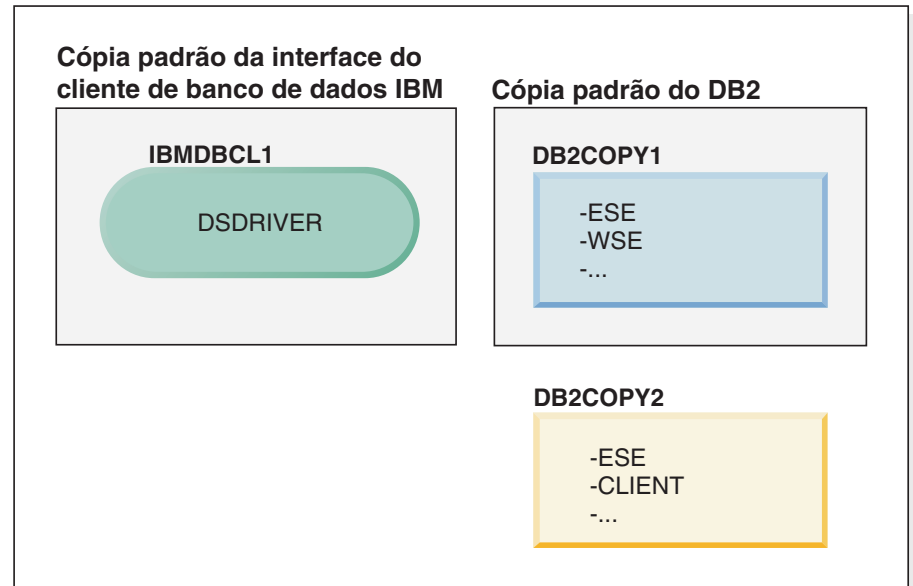 Cópia padrão da interface do
cliente de banco de dados IBM
IBMDBCL1
DSDRIVER
Cópia padrão do DB2
DB2COPY1
-ESE
-WSE
-...
DB2COPY2
-ESE
-CLIENT
-...